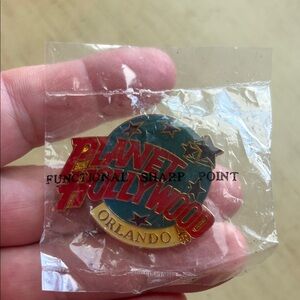 PLANET
FUNCTIONAL SHARP POINT
HOLLYWOOD
ORLANDO